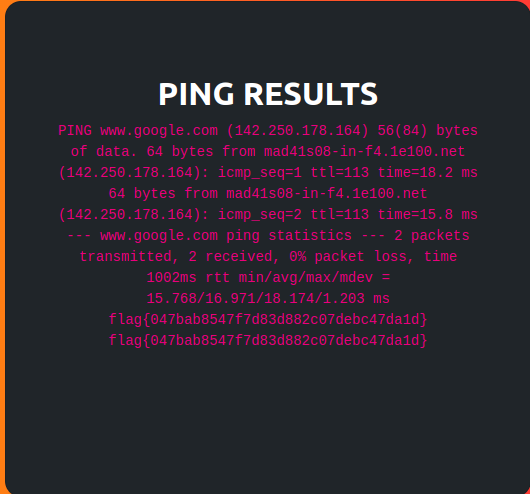 PING RESULTS
PING www.google.com (142.250.178.164) 56(84) bytes
of data. 64 bytes from mad41s08-in-f4.1e100.net
(142.250.178.164): icmp_seq=1 ttl=113 time=18.2 ms
64 bytes from mad41s08-in-f4.1e100.net
(142.250.178.164): icmp_seq=2 ttl=113 time=15.8 ms
--- www.google.com ping statistics --- 2 packets
transmitted, 2 received, 0% packet loss, time
1002ms rtt min/avg/max/mdev =
15.768/16.971/18.174/1.203 ms
flag{047bab8547f7d83d882c07debc47da1d}
flag{047bab8547f7d83d882c07debc47da1d}